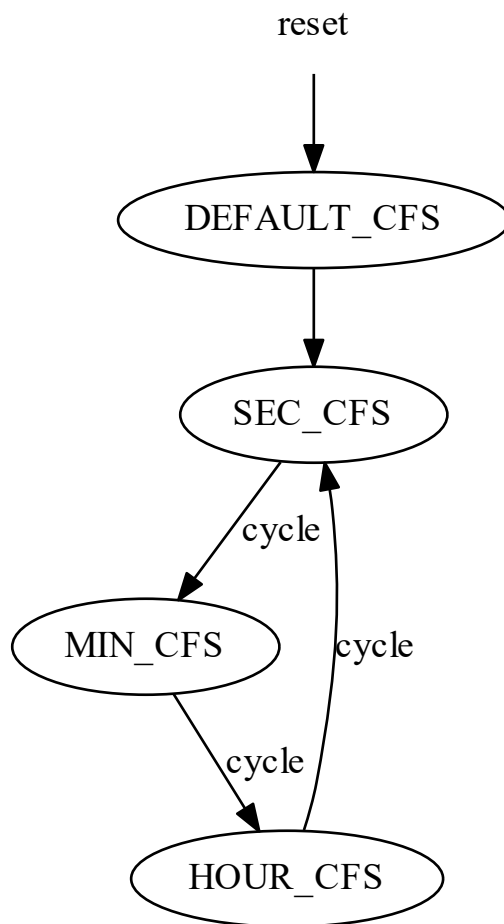 reset
DEFAULT_CFS
SEC_CFS
cycle
MIN_CFS
cycle
cycle
HOUR_CFS